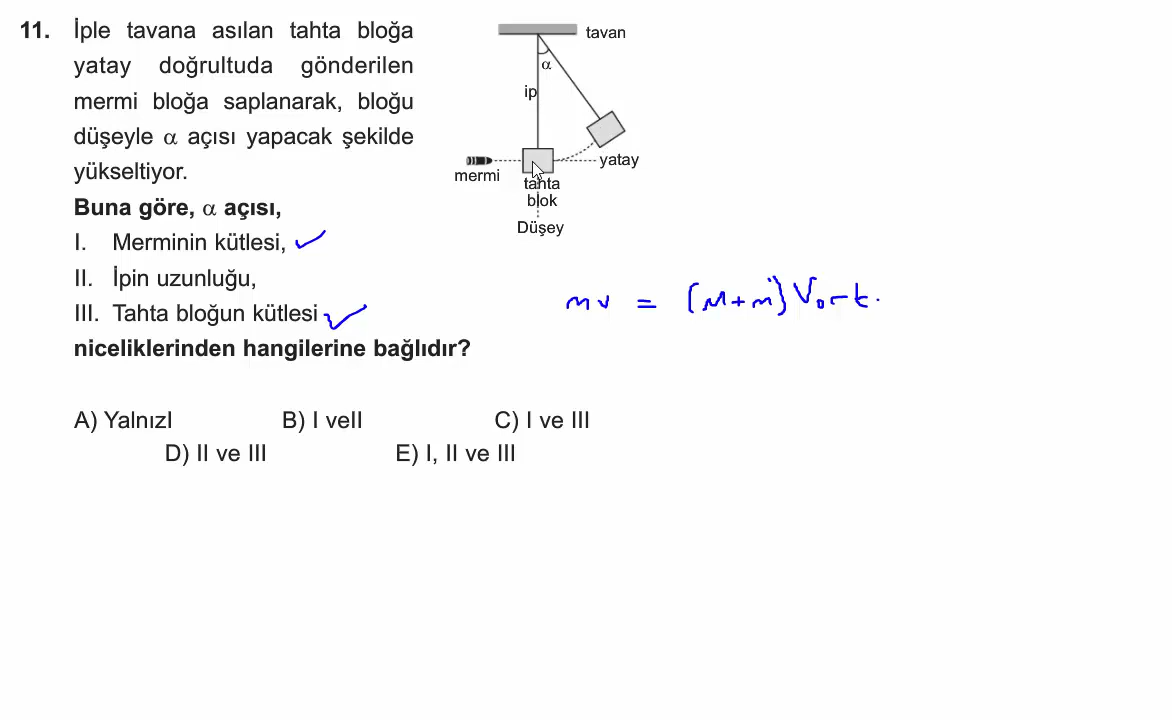 11. İple tavana asılan tahta bloğa
yatay doğrultuda gönderilen
mermi bloğa saplanarak, bloğu
düşeyle α açısı yapacak şekilde
yükseltiyor.
Buna göre, α açısı,
I. Merminin kütlesi,
II. İpin uzunluğu,
III. Tahta bloğun kütlesi
niceliklerinden hangilerine bağlıdır?
A) YalnızI B) I veII C) I ve III
D) II ve III E) I, II ve III
tavan
α
ip
yatay
mermi
tahta
blok
Düşey
mv = (M+m)Vort.